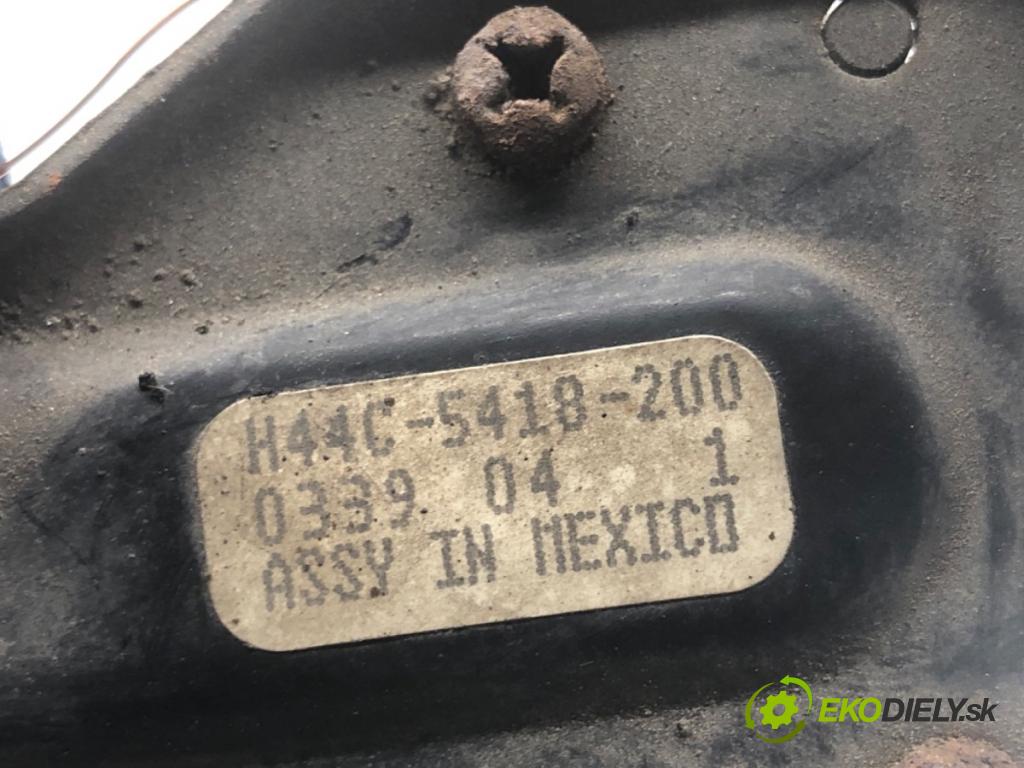 H44C-5418-200
0339 04 1
ASSY IN MEXICO
EKODIELY.sk